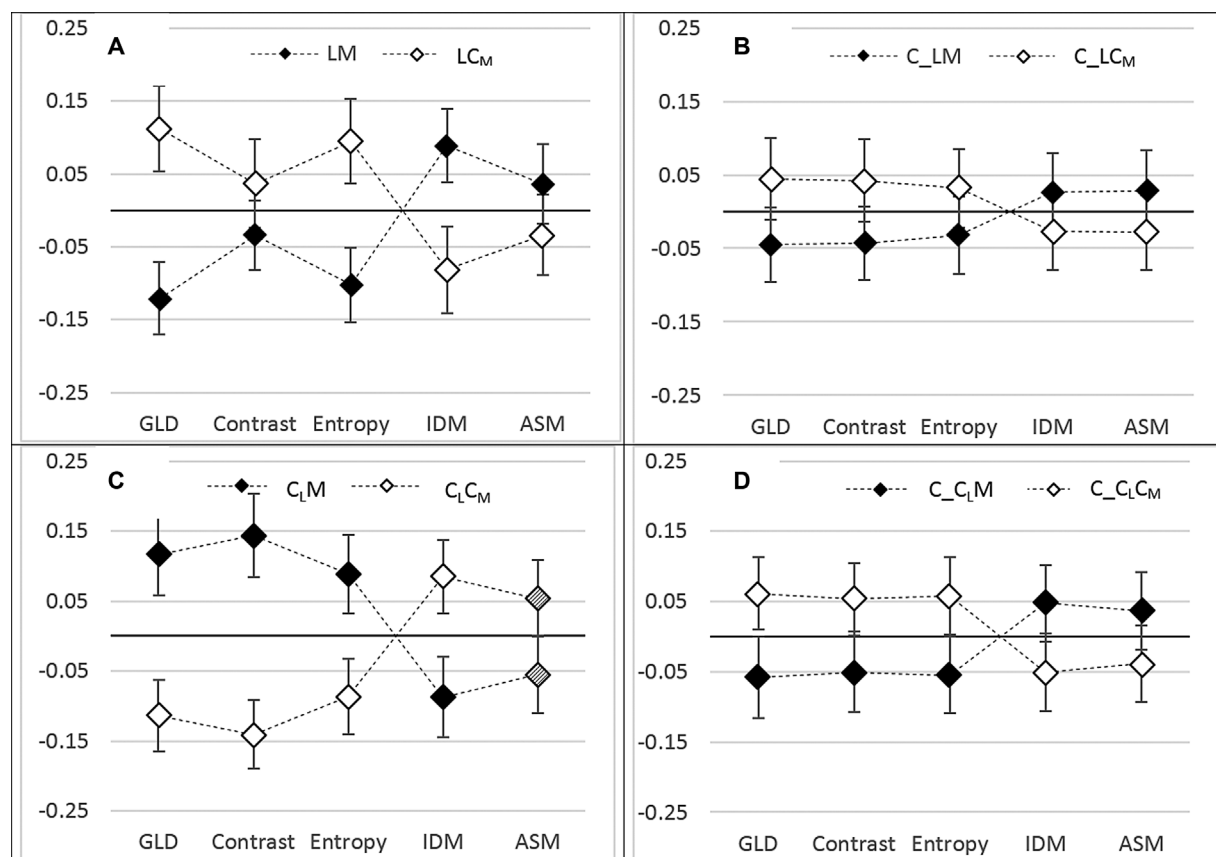 A
LM LCM
0.25
0.15
0.05
-0.05
-0.15
-0.25
GLD Contrast Entropy IDM ASM
B
C_LM C_LCM
0.25
0.15
0.05
-0.05
-0.15
-0.25
GLD Contrast Entropy IDM ASM
C
CLM CLCM
0.25
0.15
0.05
-0.05
-0.15
-0.25
GLD Contrast Entropy IDM ASM
D
C_CLM C_CLCM
0.25
0.15
0.05
-0.05
-0.15
-0.25
GLD Contrast Entropy IDM ASM